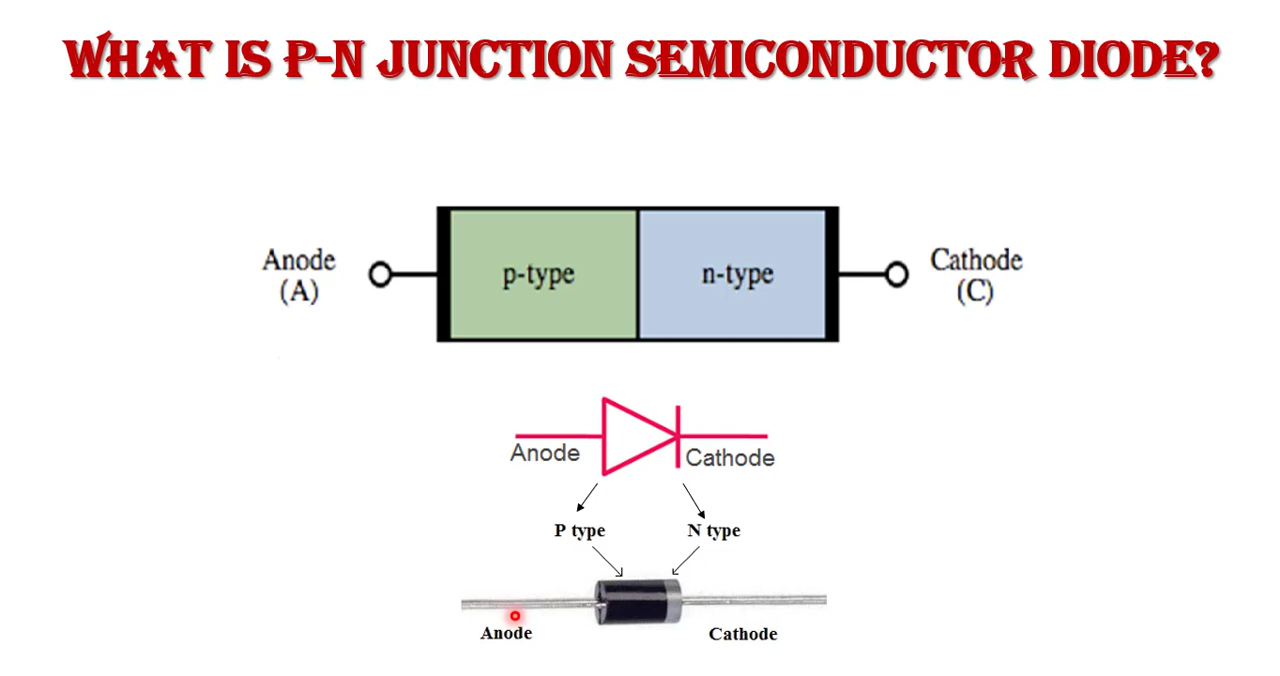 WHAT IS P-N JUNCTION SEMICONDUCTOR DIODE?
Anode
(A)
p-type
n-type
Cathode
(C)
Anode
Cathode
P type
N type
Anode
Cathode